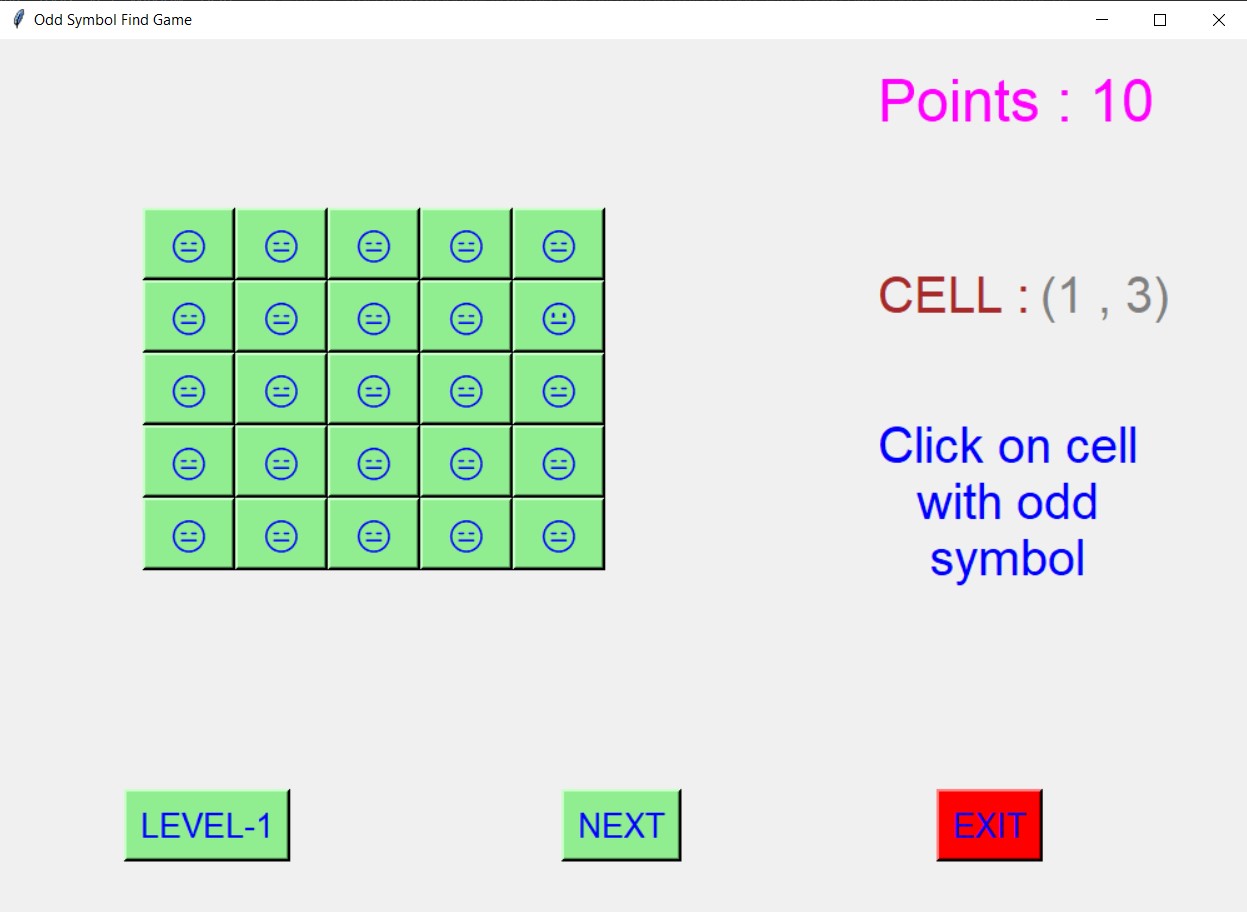 Odd Symbol Find Game
Points : 10
CELL : (1 , 3)
Click on cell
with odd
symbol
LEVEL-1
NEXT
EXIT